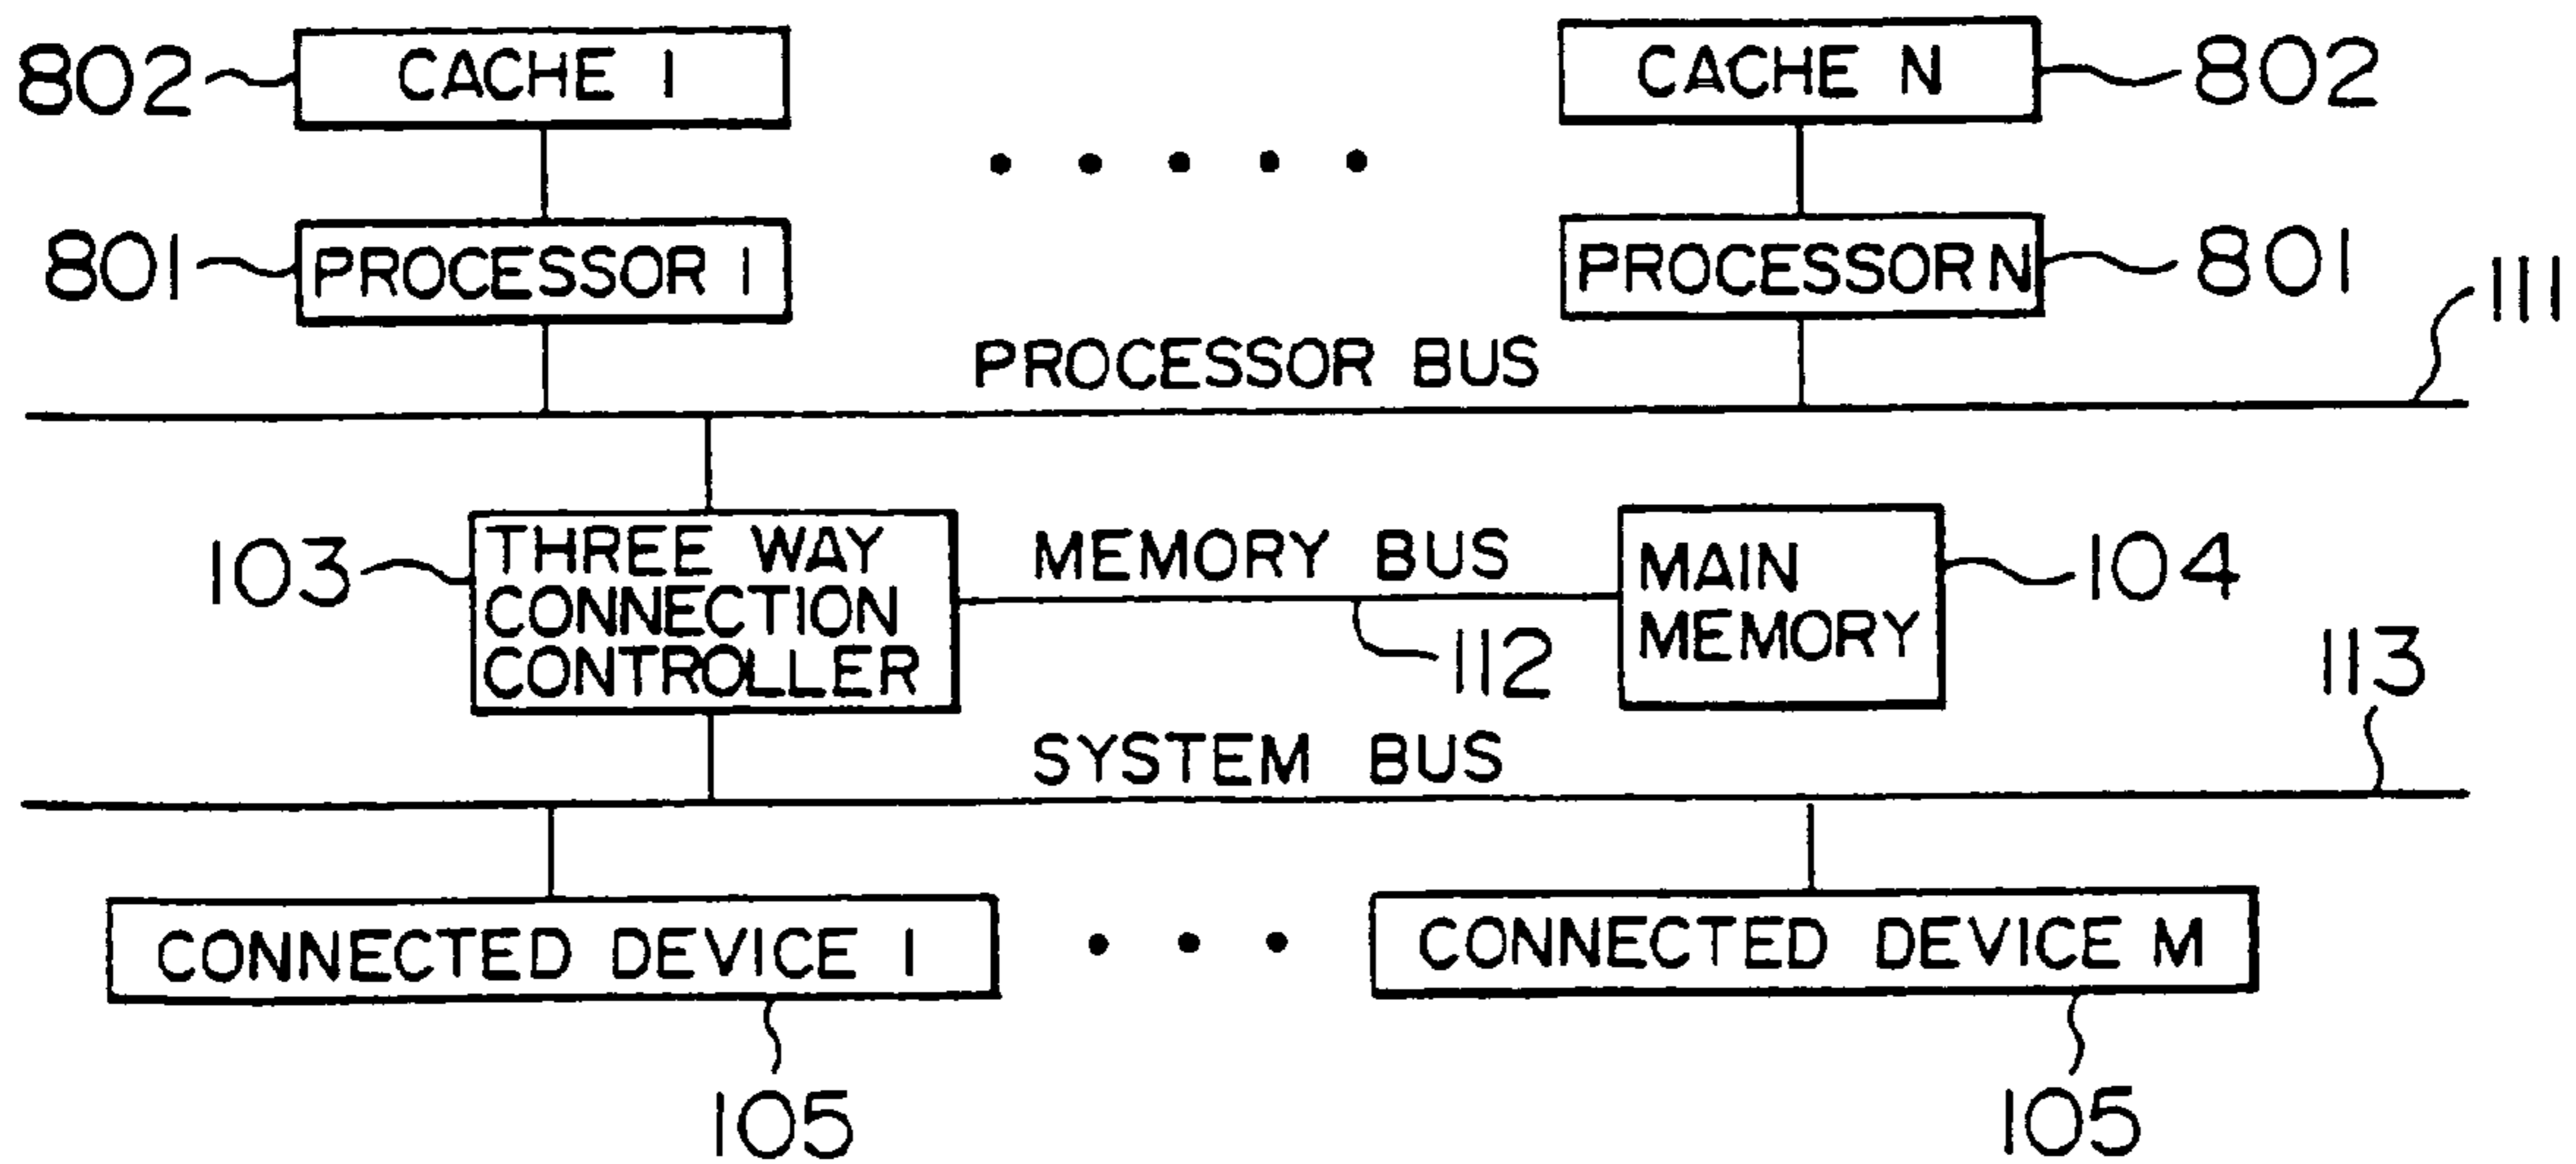 802 CACHE 1 CACHE N 802
801 PROCESSOR 1 PROCESSOR N 801
111
PROCESSOR BUS
103 THREE WAY
CONNECTION
CONTROLLER
MEMORY BUS
112
MAIN
MEMORY
104
113
SYSTEM BUS
CONNECTED DEVICE 1 CONNECTED DEVICE M
105 105